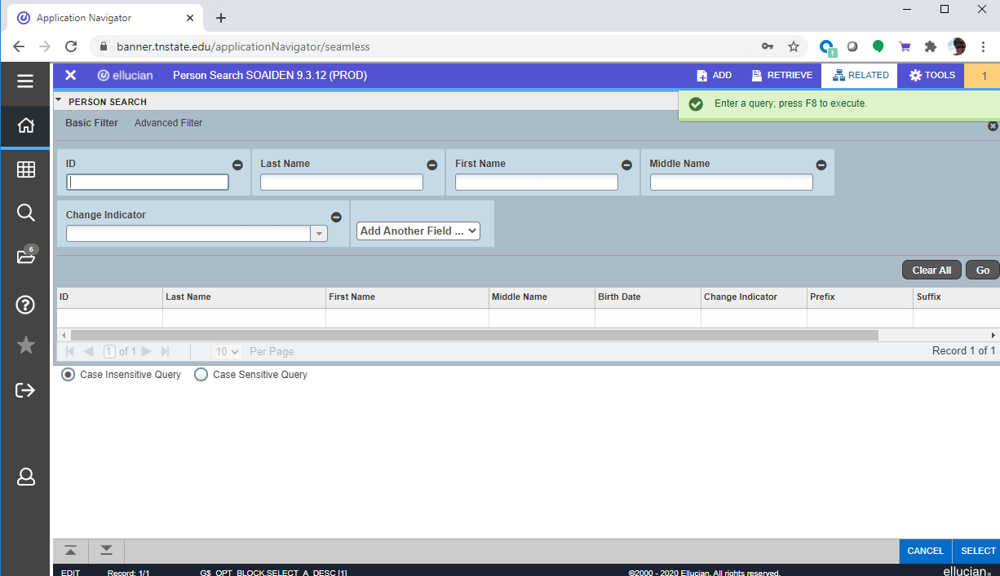 Application Navigator
banner.tnstate.edu/applicationNavigator/seamless
ellucian Person Search SOAIDEN 9.3.12 (PROD) ADD RETRIEVE RELATED TOOLS 1
PERSON SEARCH
Enter a query; press F8 to execute.
Basic Filter Advanced Filter
ID Last Name First Name Middle Name
Change Indicator
Add Another Field ...
6
Clear All Go
ID Last Name First Name Middle Name Birth Date Change Indicator Prefix Suffix
1 of 1 10 Per Page Record 1 of 1
Case Insensitive Query Case Sensitive Query
CANCEL SELECT
EDIT Record: 1/1 G$_OPT_BLOCK.SELECT_A_DESC [1] ©2000 - 2020 Ellucian. All rights reserved. ellucian